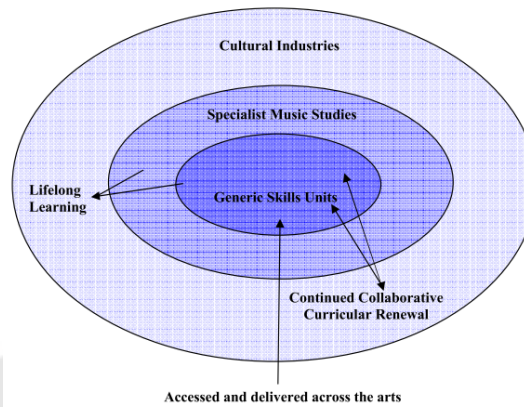 Cultural Industries
Specialist Music Studies
Lifelong
Learning
Generic Skills Units
Continued Collaborative
Curricular Renewal
Accessed and delivered across the arts